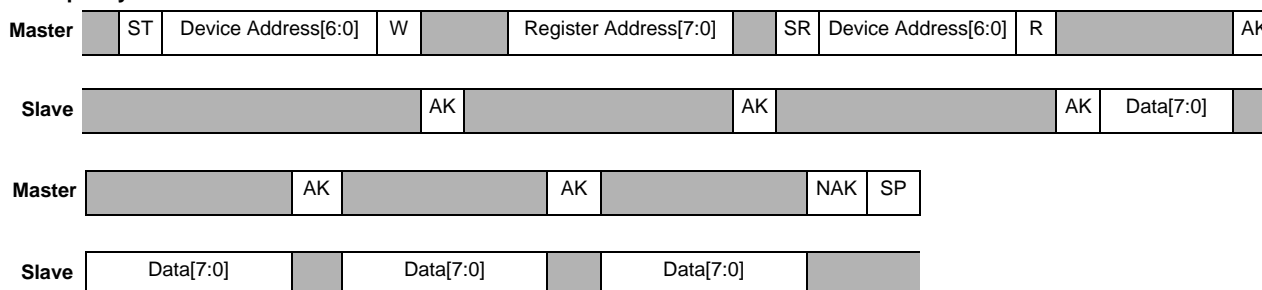 Master ST Device Address[6:0] W Register Address[7:0] SR Device Address[6:0] R AK
Slave AK AK AK Data[7:0]
Master AK AK NAK SP
Slave Data[7:0] Data[7:0] Data[7:0]